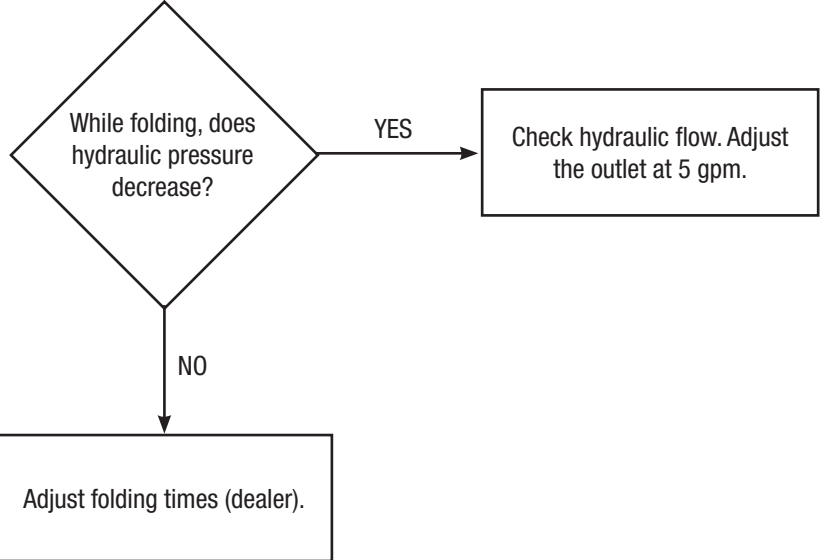 While folding, does
hydraulic pressure
decrease?
YES
Check hydraulic flow. Adjust
the outlet at 5 gpm.
NO
Adjust folding times (dealer).